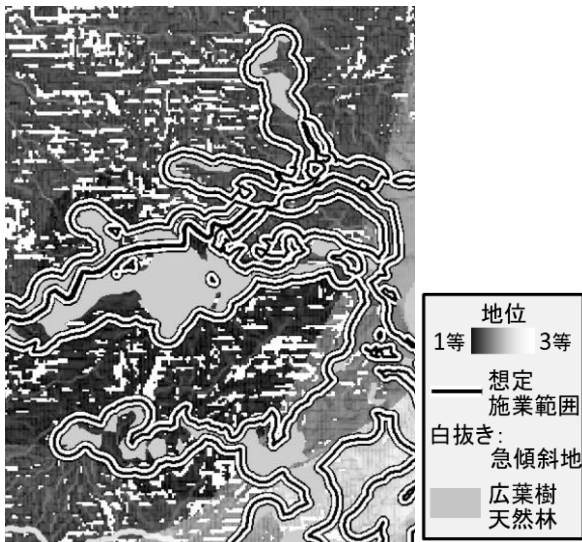 地位
1等 3等
想定
施業範囲
白抜き:
急傾斜地
広葉樹
天然林